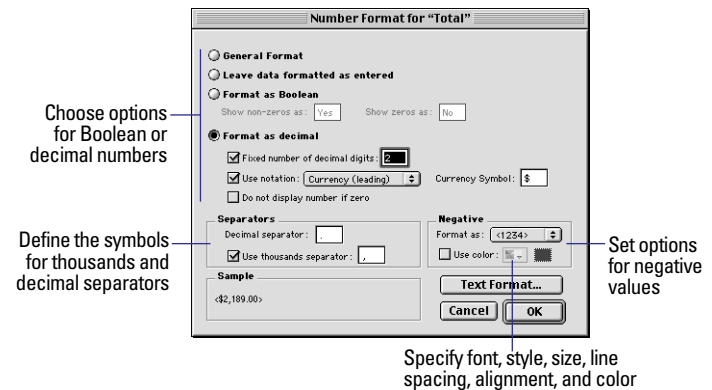 Number Format for “Total”
General Format
Leave data formatted as entered
Format as Boolean
Show non-zeros as: Yes Show zeros as: No
Format as decimal
Fixed number of decimal digits: 2
Use notation: Currency (leading) Currency Symbol: $
Do not display number if zero
Separators
Decimal separator: .
Use thousands separator: ,
Negative
Format as: <1234>
Use color:
Sample
<$2,189.00>
Text Format...
Cancel OK
Choose options
for Boolean or
decimal numbers
Define the symbols
for thousands and
decimal separators
Set options
for negative
values
Specify font, style, size, line
spacing, alignment, and color